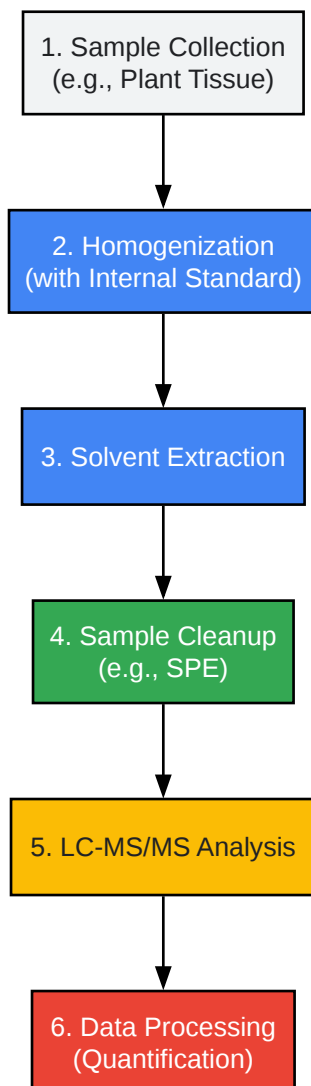 1. Sample Collection
(e.g., Plant Tissue)
2. Homogenization
(with Internal Standard)
3. Solvent Extraction
4. Sample Cleanup
(e.g., SPE)
5. LC-MS/MS Analysis
6. Data Processing
(Quantification)